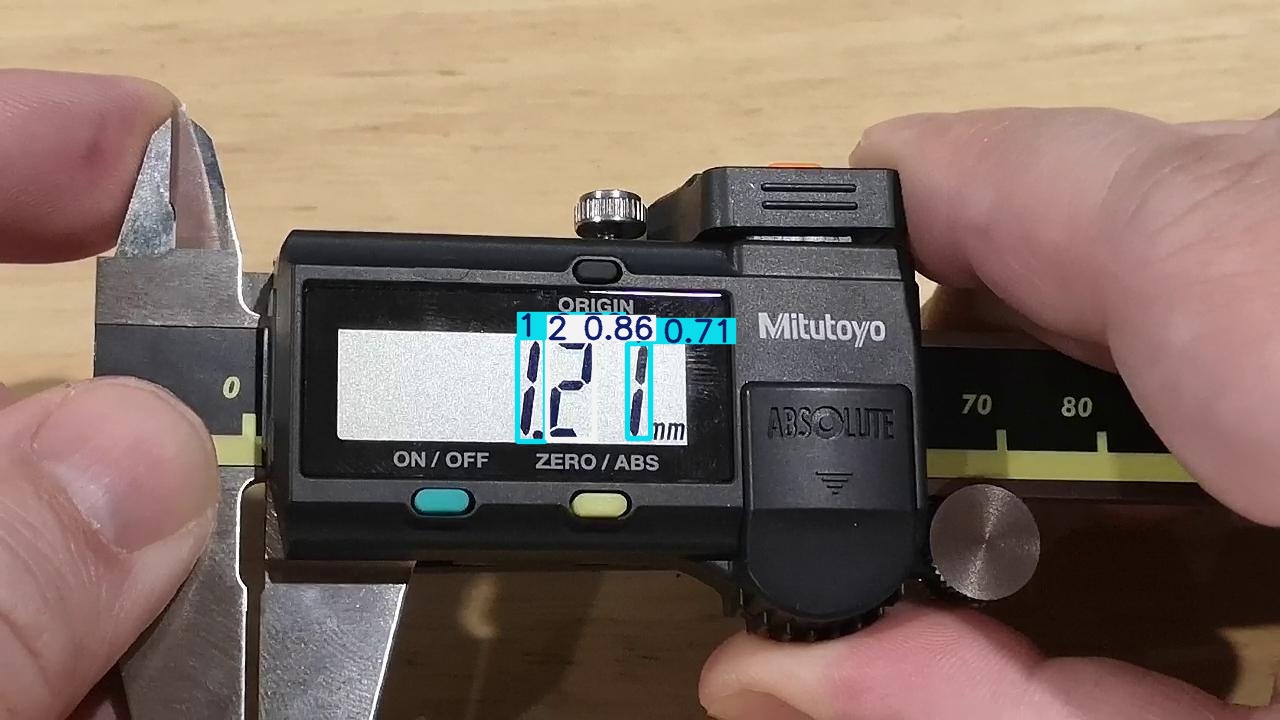 ORIGIN
1 2 0.86 0.71
1.21 mm
ON / OFF ZERO / ABS
Mitutoyo
ABSOLUTE
0
70 80